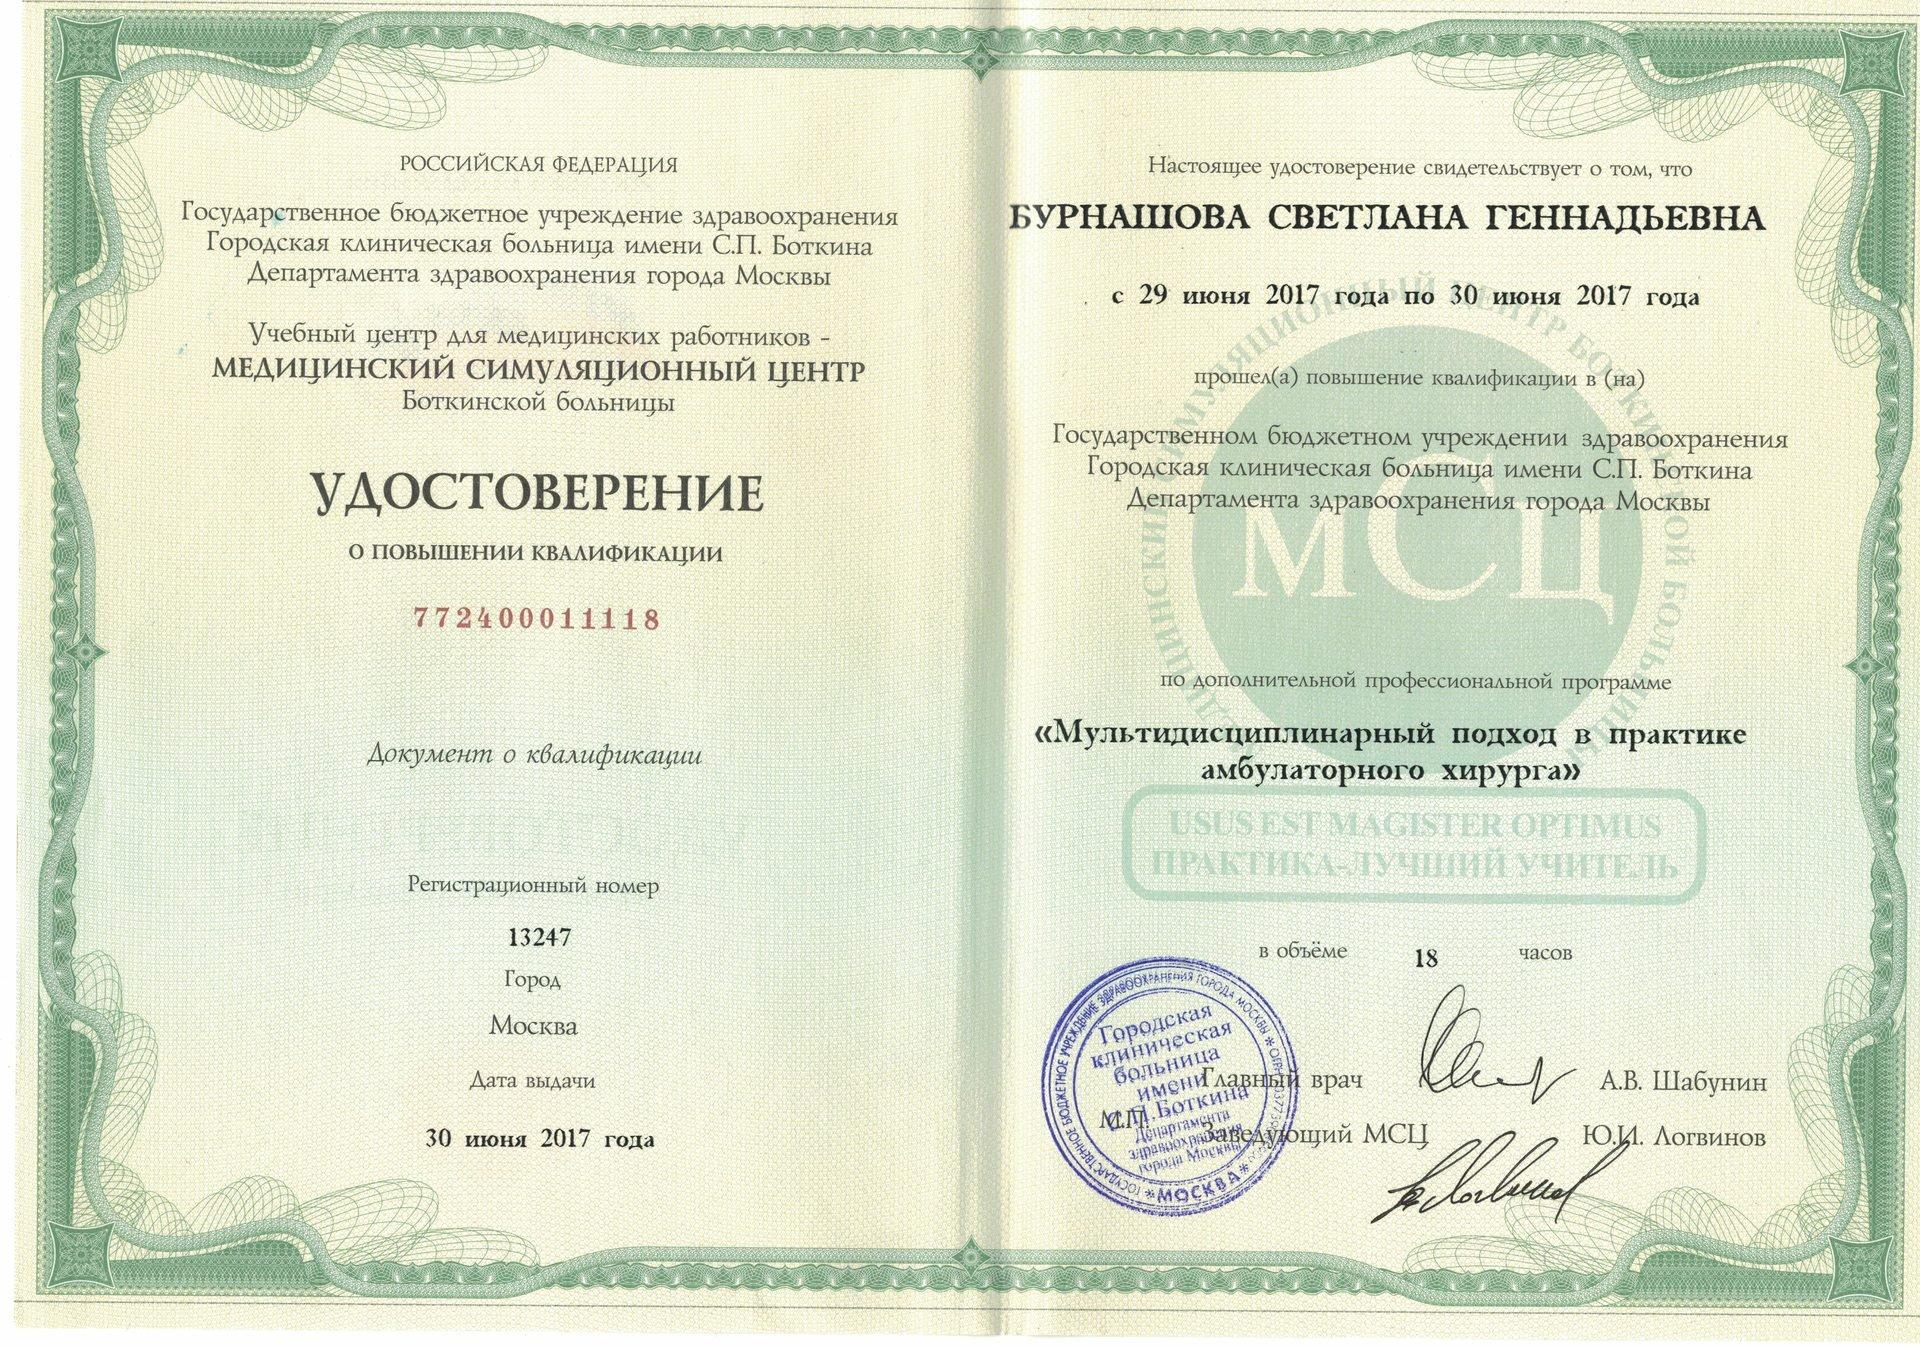 РОССИЙСКАЯ ФЕДЕРАЦИЯ
Государственное бюджетное учреждение здравоохранения
Городская клиническая больница имени С.П. Боткина
Департамента здравоохранения города Москвы
Учебный центр для медицинских работников -
МЕДИЦИНСКИЙ СИМУЛЯЦИОННЫЙ ЦЕНТР
Боткинской больницы
УДОСТОВЕРЕНИЕ
О ПОВЫШЕНИИ КВАЛИФИКАЦИИ
772400011118
Документ о квалификации
Регистрационный номер
13247
Город
Москва
Дата выдачи
30 июня 2017 года
Настоящее удостоверение свидетельствует о том, что
БУРНАШОВА СВЕТЛАНА ГЕННАДЬЕВНА
с 29 июня 2017 года по 30 июня 2017 года
прошел(а) повышение квалификации в (на)
Государственном бюджетном учреждении здравоохранения
Городская клиническая больница имени С.П. Боткина
Департамента здравоохранения города Москвы
МСЦ
по дополнительной профессиональной программе
«Мультидисциплинарный подход в практике
амбулаторного хирурга»
USUS EST MAGISTER OPTIMUS
ПРАКТИКА-ЛУЧШИЙ УЧИТЕЛЬ
в объёме 18 часов
Главный врач А.В. Шабунин
М.П.
Заведующий МСЦ Ю.И. Логвинов
Городская
клиническая
больница
имени
С.П.Боткина
Департамента
здравоохранения
города Москвы
* МОСКВА *